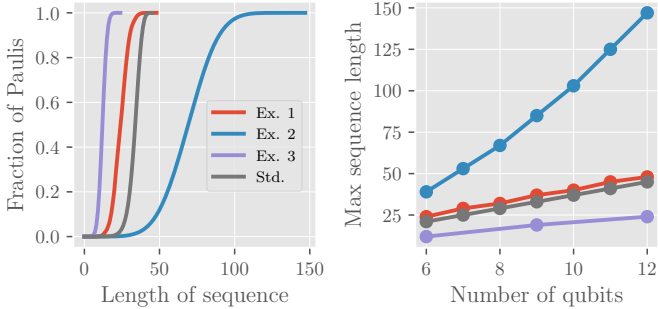 1.0
0.8
0.6
0.4
0.2
0.0
Fraction of Paulis
0
50
100
150
Length of sequence
Ex. 1
Ex. 2
Ex. 3
Std.
150
125
100
75
50
25
Max sequence length
6
8
10
12
Number of qubits